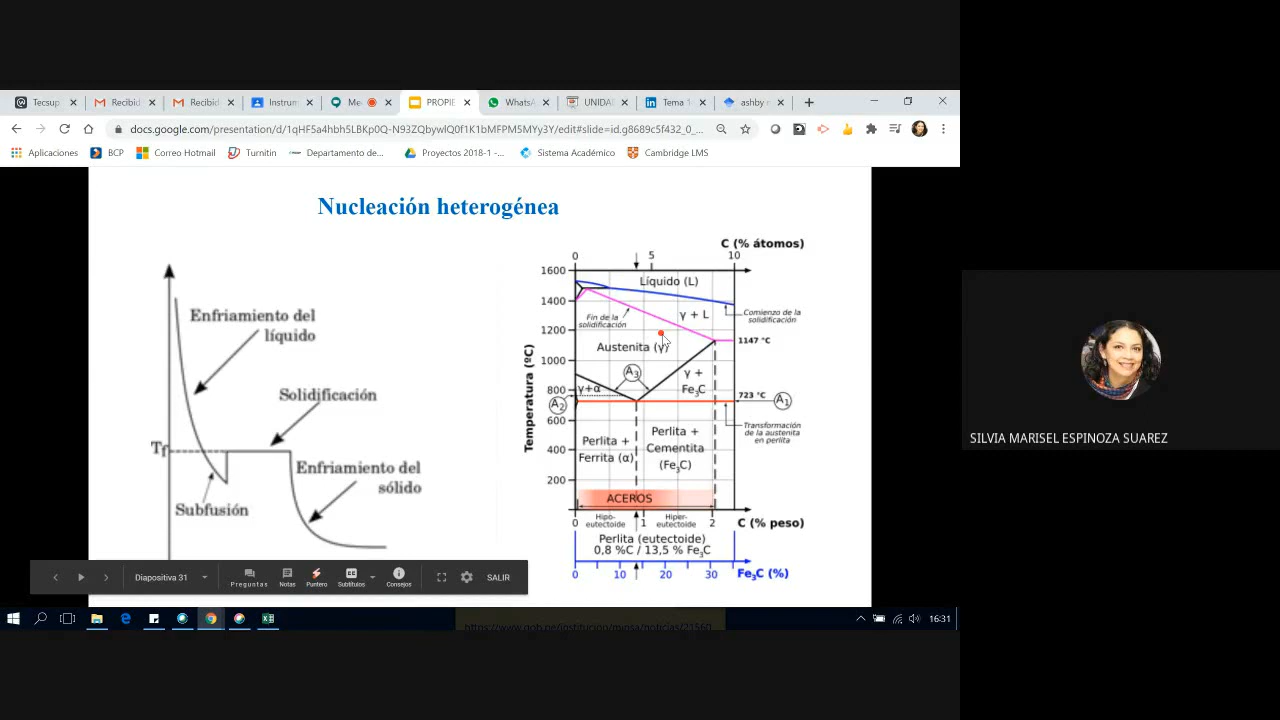 Tecsup
Recibid
Recibid
Instrum
Me
PROPIE
WhatsA
UNIDA
Tema 1
ashby
docs.google.com/presentation/d/1qHF5a4hbh5LBKp0Q-N93ZQbywlQ0f1K1bMFPM5MYy3Y/edit#slide=id.g8689c5f432_0_...
Aplicaciones
BCP
Correo Hotmail
Turnitin
Departamento de...
Proyectos 2018-1 -...
Sistema Académico
Cambridge LMS
Nucleación heterogénea
Enfriamiento del
líquido
Solidificación
Tf
Enfriamiento del
sólido
Subfusión
C (% átomos)
0 5 10
Temperatura (ºC)
1600
1400
1200
1000
800
600
400
200
Líquido (L)
γ + L
Fin de la
solidificación
Comienzo de la
solidificación
1147 °C
Austenita (γ)
A3
γ+α
γ +
Fe3C
A2
723 °C
A1
Transformación
de la austenita
en perlita
Perlita +
Ferrita (α)
Perlita +
Cementita
(Fe3C)
ACEROS
0 1 2 C (% peso)
Hipo-
eutectoide
Hiper-
eutectoide
Perlita (eutectoide)
0,8 %C / 13,5 % Fe3C
0 10 20 30 Fe3C (%)
Diapositiva 31
Preguntas
Notas
Puntero
Subtítulos
Consejos
SALIR
16:31
SILVIA MARISEL ESPINOZA SUAREZ